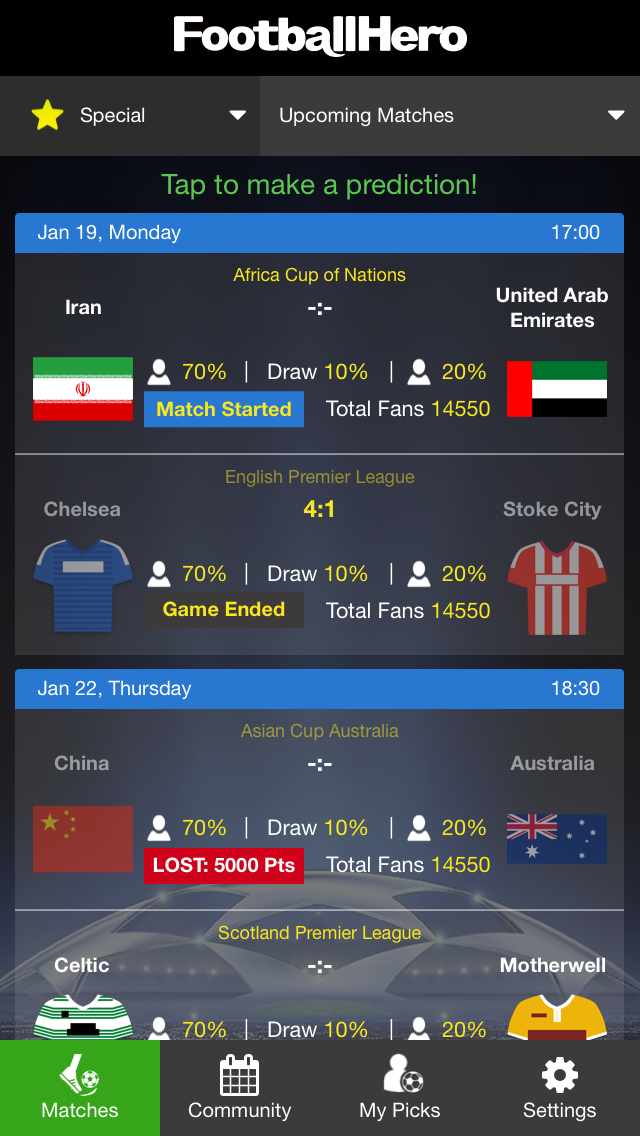 FootballHero
Special
Upcoming Matches
Tap to make a prediction!
Jan 19, Monday 17:00
Africa Cup of Nations
Iran -:- United Arab Emirates
70% | Draw 10% | 20%
Match Started Total Fans 14550
English Premier League
Chelsea 4:1 Stoke City
70% | Draw 10% | 20%
Game Ended Total Fans 14550
Jan 22, Thursday 18:30
Asian Cup Australia
China -:- Australia
70% | Draw 10% | 20%
LOST: 5000 Pts Total Fans 14550
Scotland Premier League
Celtic -:- Motherwell
70% | Draw 10% | 20%
Matches Community My Picks Settings